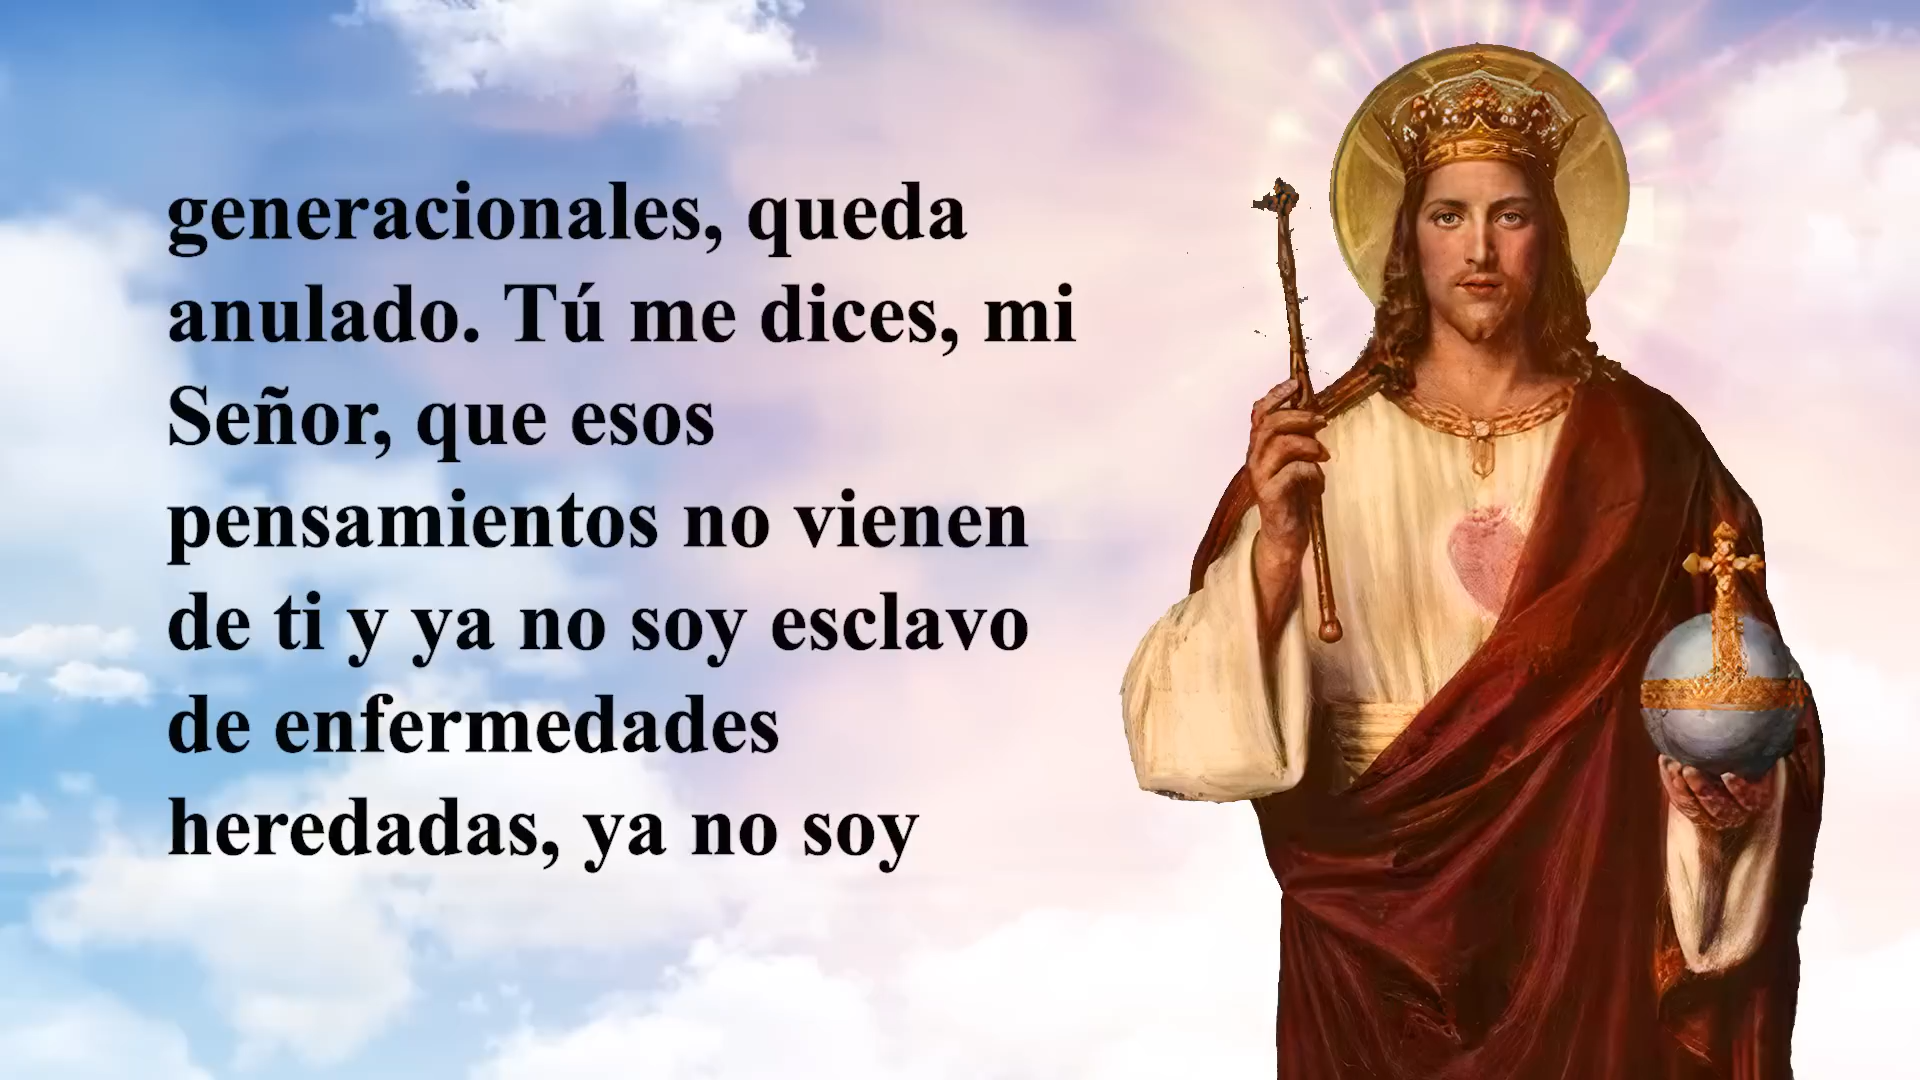 generacionales, queda
anulado. Tú me dices, mi
Señor, que esos
pensamientos no vienen
de ti y ya no soy esclavo
de enfermedades
heredadas, ya no soy